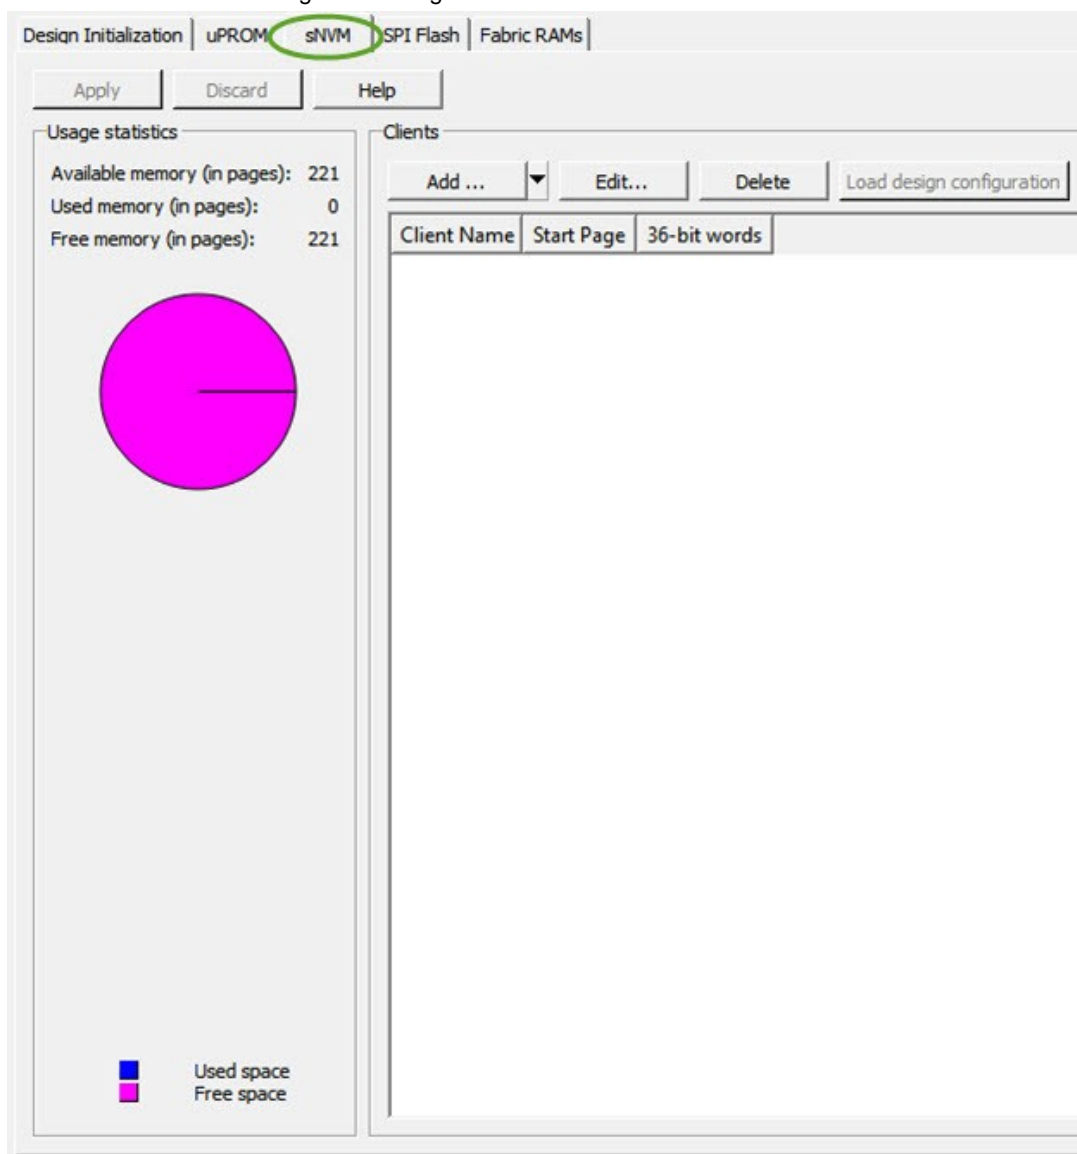 Design Initialization uPROM sNVM SPI Flash Fabric RAMs
Apply Discard Help
Usage statistics
Available memory (in pages): 221
Used memory (in pages): 0
Free memory (in pages): 221
Used space
Free space
Clients
Add ... Edit... Delete Load design configuration
Client Name Start Page 36-bit words